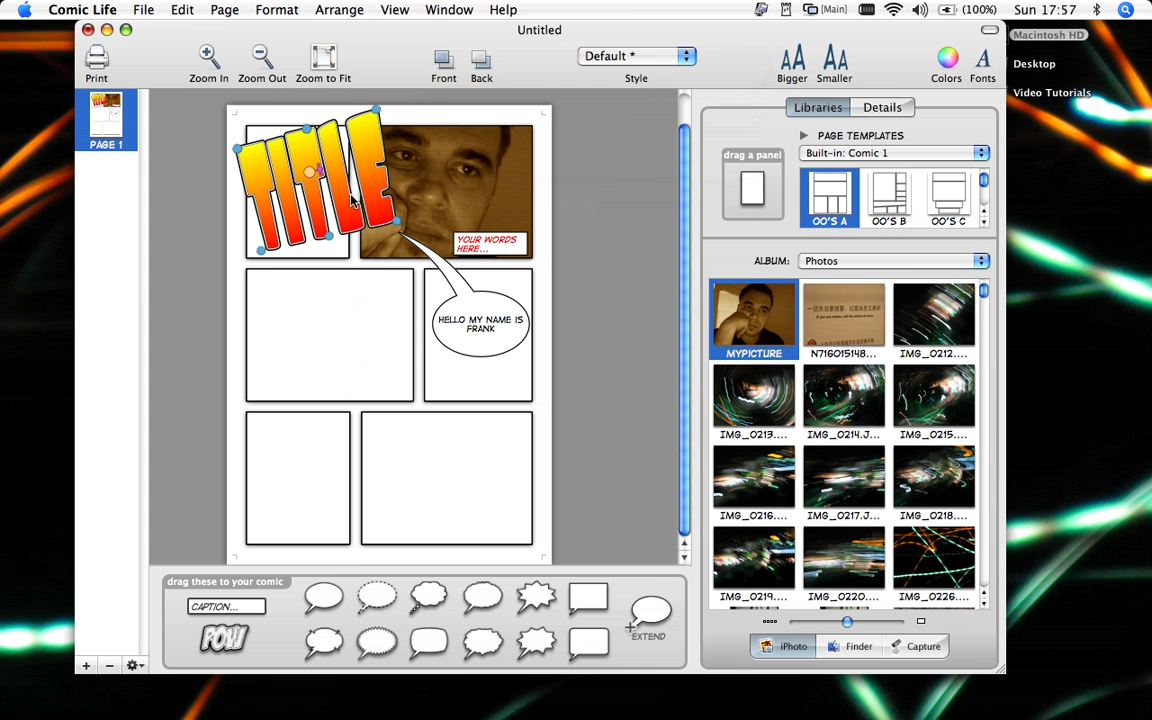 Comic Life File Edit Page Format Arrange View Window Help [Main] (100%) Sun 17:57
Untitled
Macintosh HD
Desktop
Video Tutorials
Print Zoom In Zoom Out Zoom to Fit Front Back
Default *
Style
Bigger Smaller Colors Fonts
PAGE 1
TITLE
YOUR WORDS
HERE...
HELLO MY NAME IS
FRANK
Libraries Details
PAGE TEMPLATES
drag a panel
Built-in: Comic 1
00'S A 00'S B 00'S C
ALBUM: Photos
MYPICTURE N716015148... IMG_0212....
IMG_0213.... IMG_0214.J... IMG_0215....
IMG_0216.... IMG_0217.J... IMG_0218....
IMG_0219.... IMG_0220.... IMG_0226....
drag these to your comic
CAPTION...
POW
EXTEND
iPhoto Finder Capture